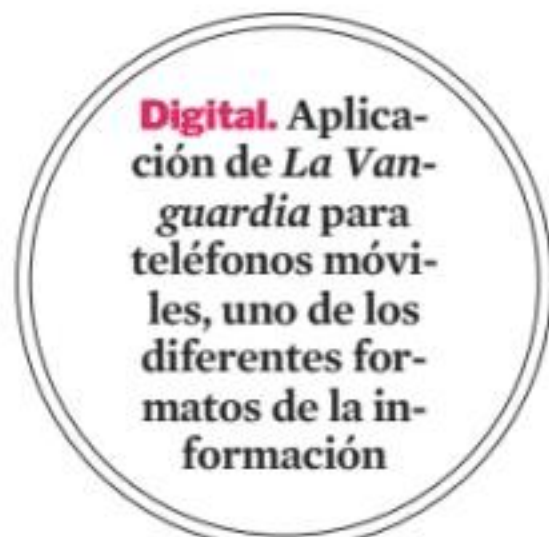 Digital. Aplica-
ción de La Van-
guardia para
teléfonos móvi-
les, uno de los
diferentes for-
matos de la in-
formación